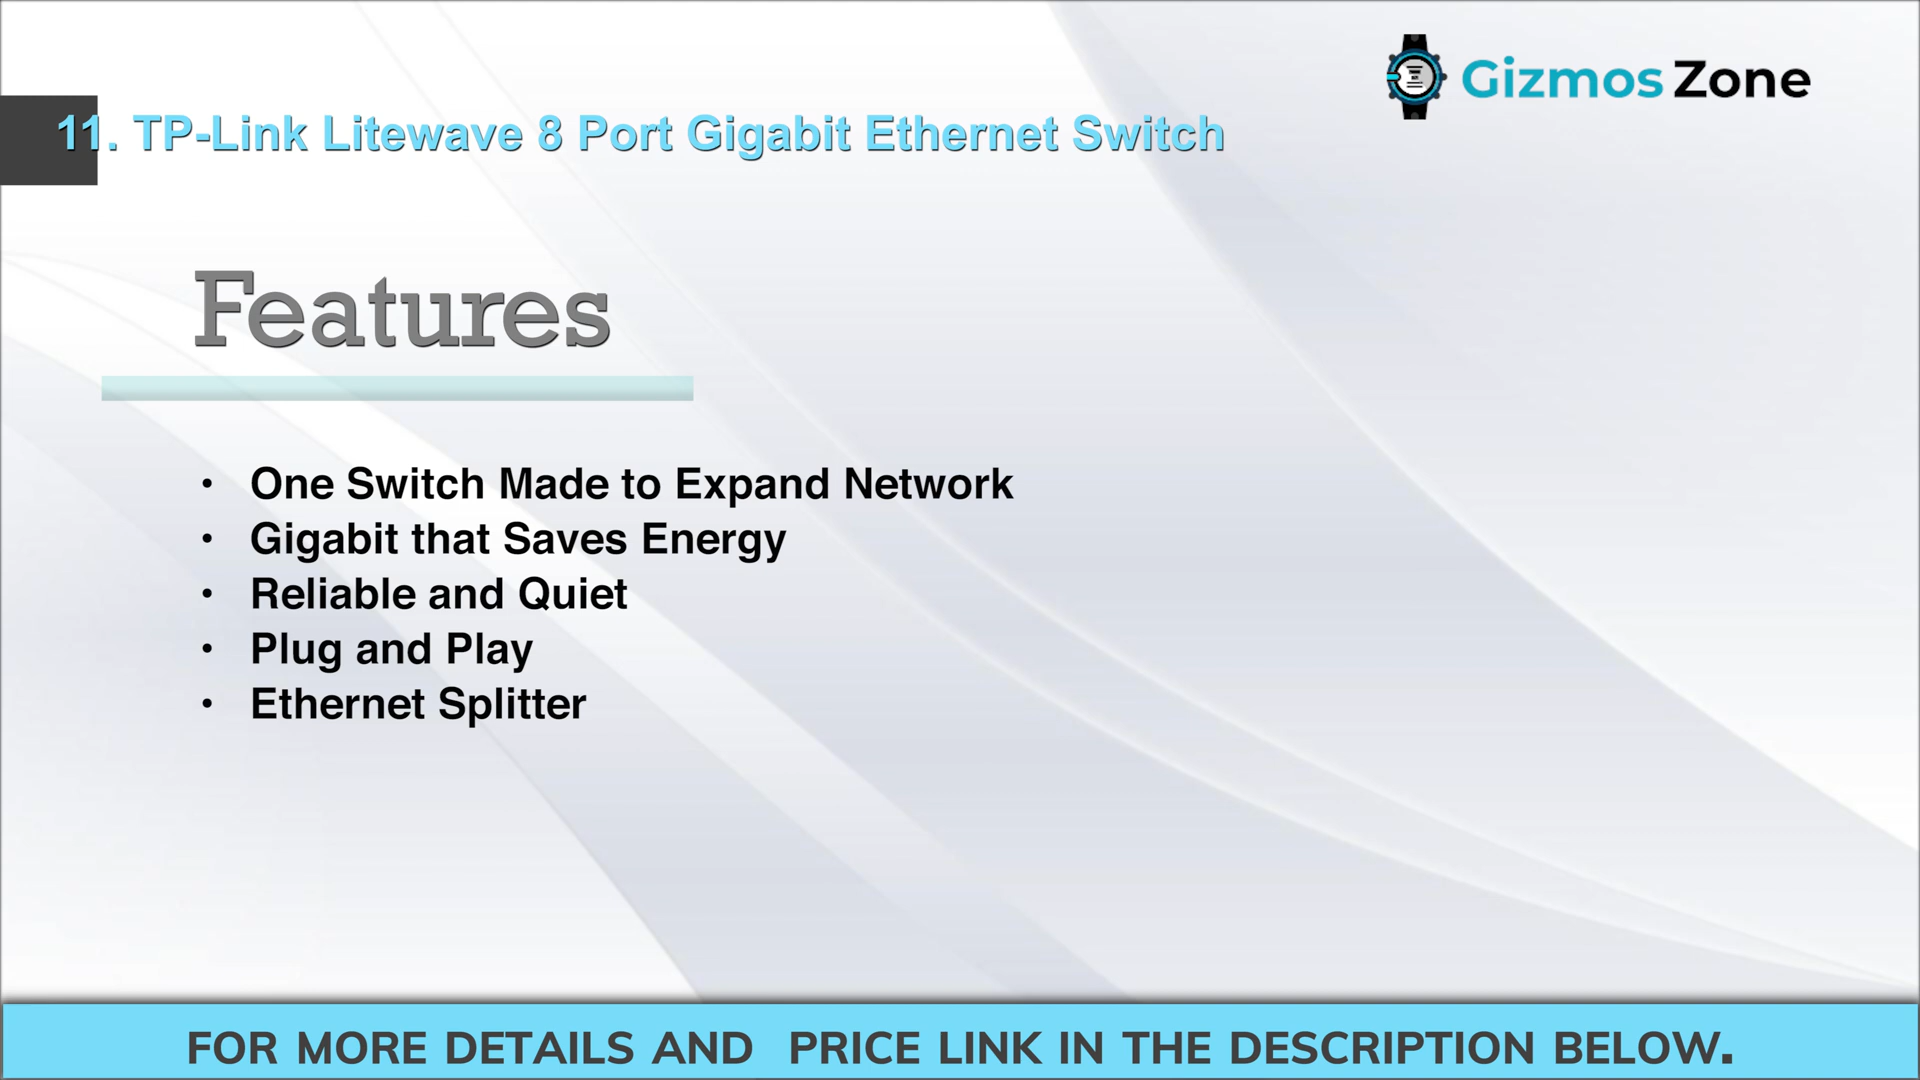 Gizmos Zone
11. TP-Link Litewave 8 Port Gigabit Ethernet Switch
Features
• One Switch Made to Expand Network
• Gigabit that Saves Energy
• Reliable and Quiet
• Plug and Play
• Ethernet Splitter
FOR MORE DETAILS AND PRICE LINK IN THE DESCRIPTION BELOW.